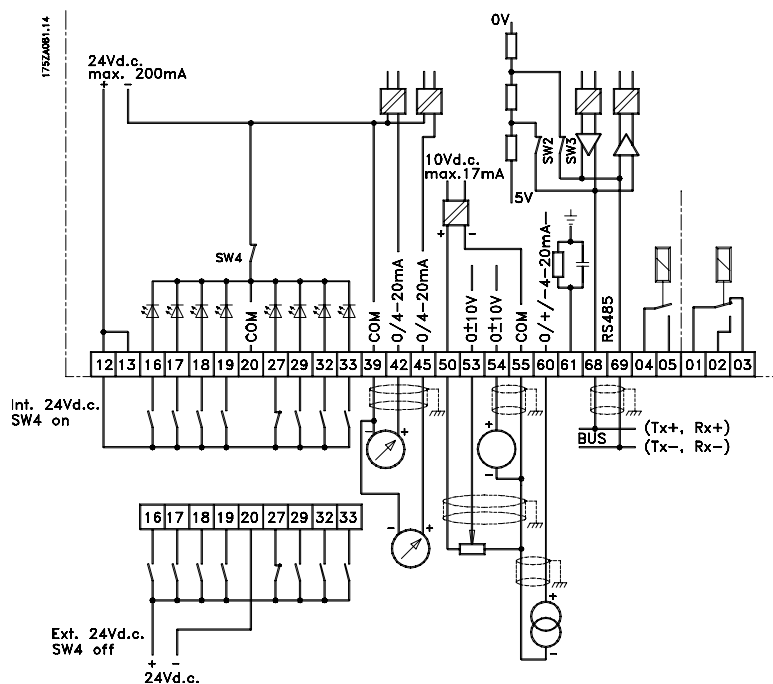 175ZA081.14
24Vd.c.
max. 200mA
+ −
0V
SW2
SW3
5V
10Vd.c.
max.17mA
+ −
SW4
COM
COM
0/4−20mA
0/4−20mA
0±10V
0±10V
COM
0/+/−4−20mA
RS485
12 13 16 17 18 19 20 27 29 32 33 39 42 45 50 53 54 55 60 61 68 69 04 05 01 02 03
Int. 24Vd.c.
SW4 on
− +
+
−
BUS
(Tx+, Rx+)
(Tx−, Rx−)
16 17 18 19 20 27 29 32 33
− +
+
−
Ext. 24Vd.c.
SW4 off
+ −
24Vd.c.